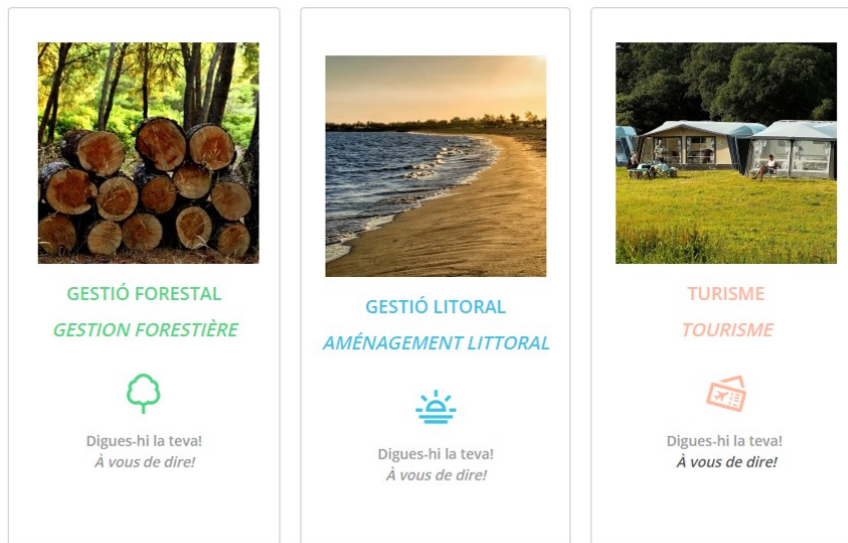 GESTIÓ FORESTAL
GESTION FORESTIÈRE
Digues-hi la teva!
À vous de dire!
GESTIÓ LITORAL
AMÉNAGEMENT LITTORAL
Digues-hi la teva!
À vous de dire!
TURISME
TOURISME
Digues-hi la teva!
À vous de dire!